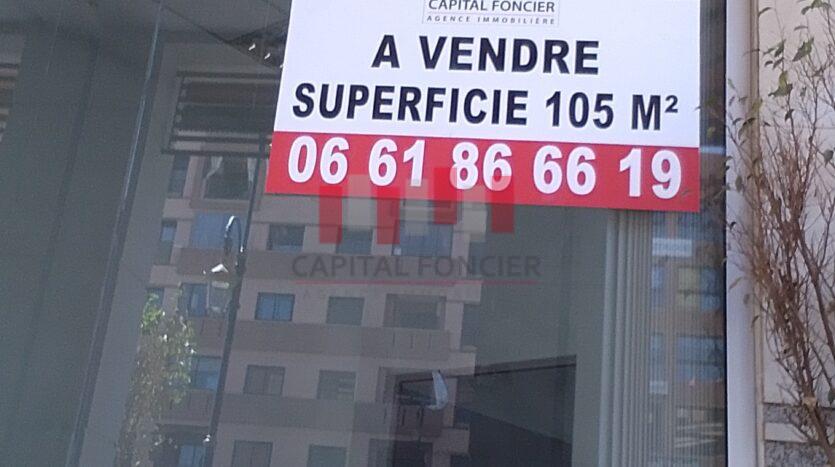 CAPITAL FONCIER
AGENCE IMMOBILIÈRE
A VENDRE
SUPERFICIE 105 M²
06 61 86 66 19
CAPITAL FONCIER